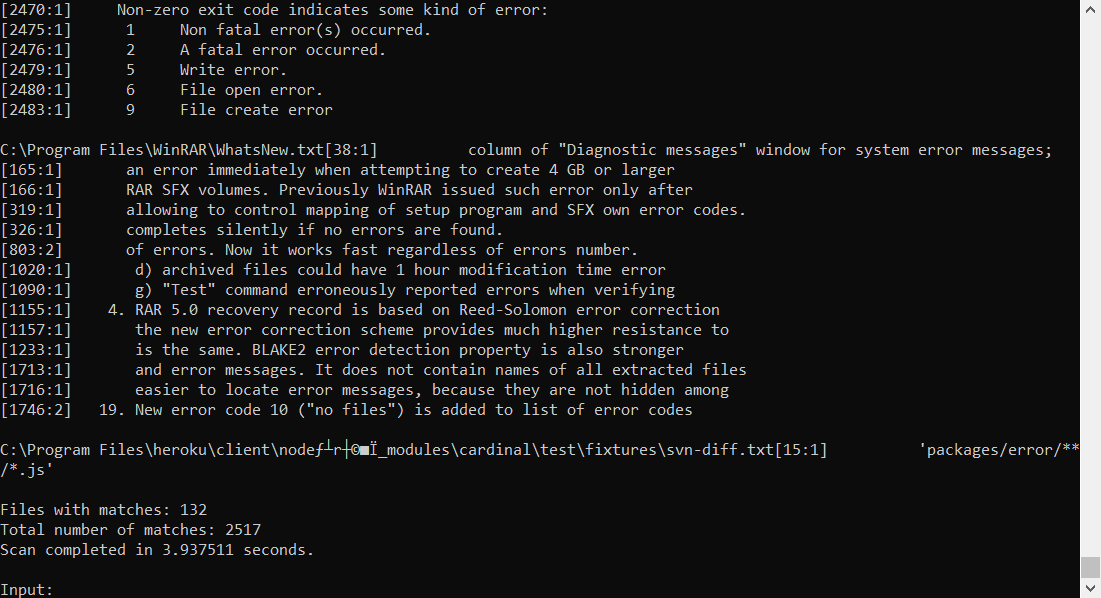 [2470:1]     Non-zero exit code indicates some kind of error:
[2475:1]      1     Non fatal error(s) occurred.
[2476:1]      2     A fatal error occurred.
[2479:1]      5     Write error.
[2480:1]      6     File open error.
[2483:1]      9     File create error
C:\Program Files\WinRAR\WhatsNew.txt[38:1]          column of "Diagnostic messages" window for system error messages;
[165:1]       an error immediately when attempting to create 4 GB or larger
[166:1]       RAR SFX volumes. Previously WinRAR issued such error only after
[319:1]       allowing to control mapping of setup program and SFX own error codes.
[326:1]       completes silently if no errors are found.
[803:2]       of errors. Now it works fast regardless of errors number.
[1020:1]       d) archived files could have 1 hour modification time error
[1090:1]       g) "Test" command erroneously reported errors when verifying
[1155:1]    4. RAR 5.0 recovery record is based on Reed-Solomon error correction
[1157:1]       the new error correction scheme provides much higher resistance to
[1233:1]       is the same. BLAKE2 error detection property is also stronger
[1713:1]       and error messages. It does not contain names of all extracted files
[1716:1]       easier to locate error messages, because they are not hidden among
[1746:2]   19. New error code 10 ("no files") is added to list of error codes
C:\Program Files\heroku\client\nodeƒ┴r┼©■Ï_modules\cardinal\test\fixtures\svn-diff.txt[15:1]          'packages/error/**
/*.js'
Files with matches: 132
Total number of matches: 2517
Scan completed in 3.937511 seconds.
Input: